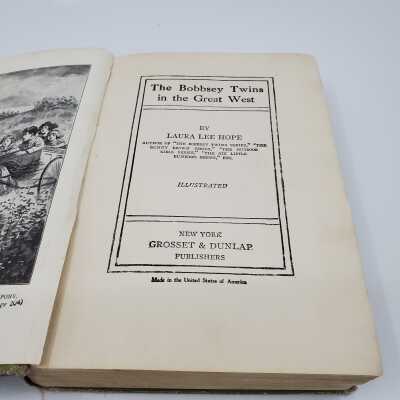 PONY.
204)
The Bobbsey Twins
in the Great West
BY
LAURA LEE HOPE
AUTHOR OF "THE BOBBSEY TWINS SERIES," "THE
BUNNY BROWN SERIES," "THE OUTDOOR
GIRLS SERIES," "THE SIX LITTLE
BUNKERS SERIES," ETC.
ILLUSTRATED
NEW YORK
GROSSET & DUNLAP
PUBLISHERS
Made in the United States of America